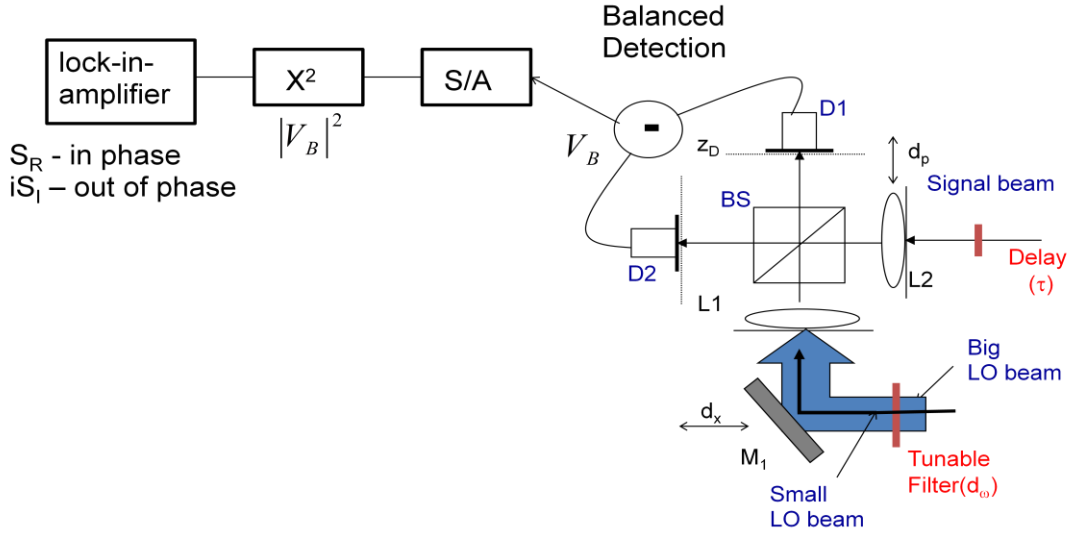 Balanced
Detection
lock-in-
amplifier
X²
S/A
|V_B|²
V_B
-
D1
z_D
d_p
S_R - in phase
iS_I – out of phase
Signal beam
BS
D2
L1
L2
Delay
(τ)
Big
LO beam
d_x
M₁
Tunable
Filter(d_ω)
Small
LO beam